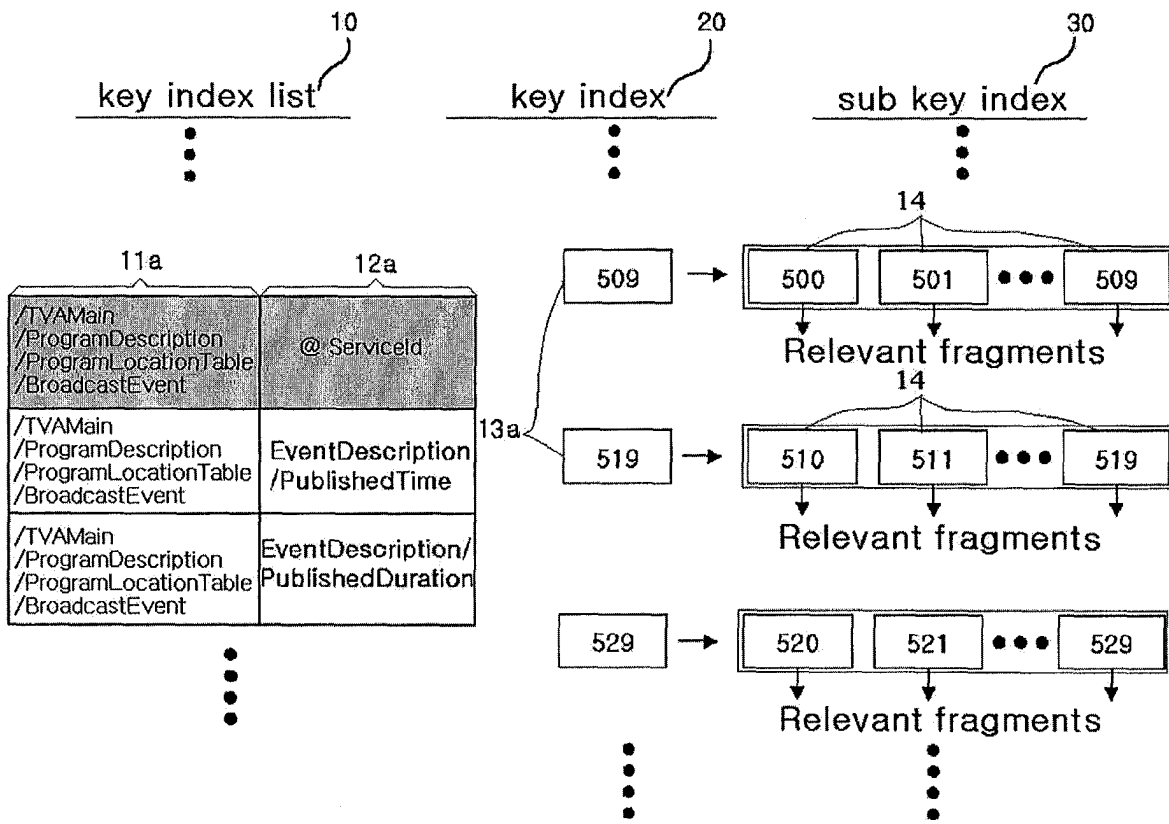 10
20
30
key index list
key index
sub key index
11a
12a
/TVAMain
/ProgramDescription
/ProgramLocationTable
/BroadcastEvent
@ ServiceId
/TVAMain
/ProgramDescription
/ProgramLocationTable
/BroadcastEvent
EventDescription
/PublishedTime
/TVAMain
/ProgramDescription
/ProgramLocationTable
/BroadcastEvent
EventDescription/
PublishedDuration
13a
14
509
500
501
509
Relevant fragments
14
519
510
511
519
Relevant fragments
529
520
521
529
Relevant fragments